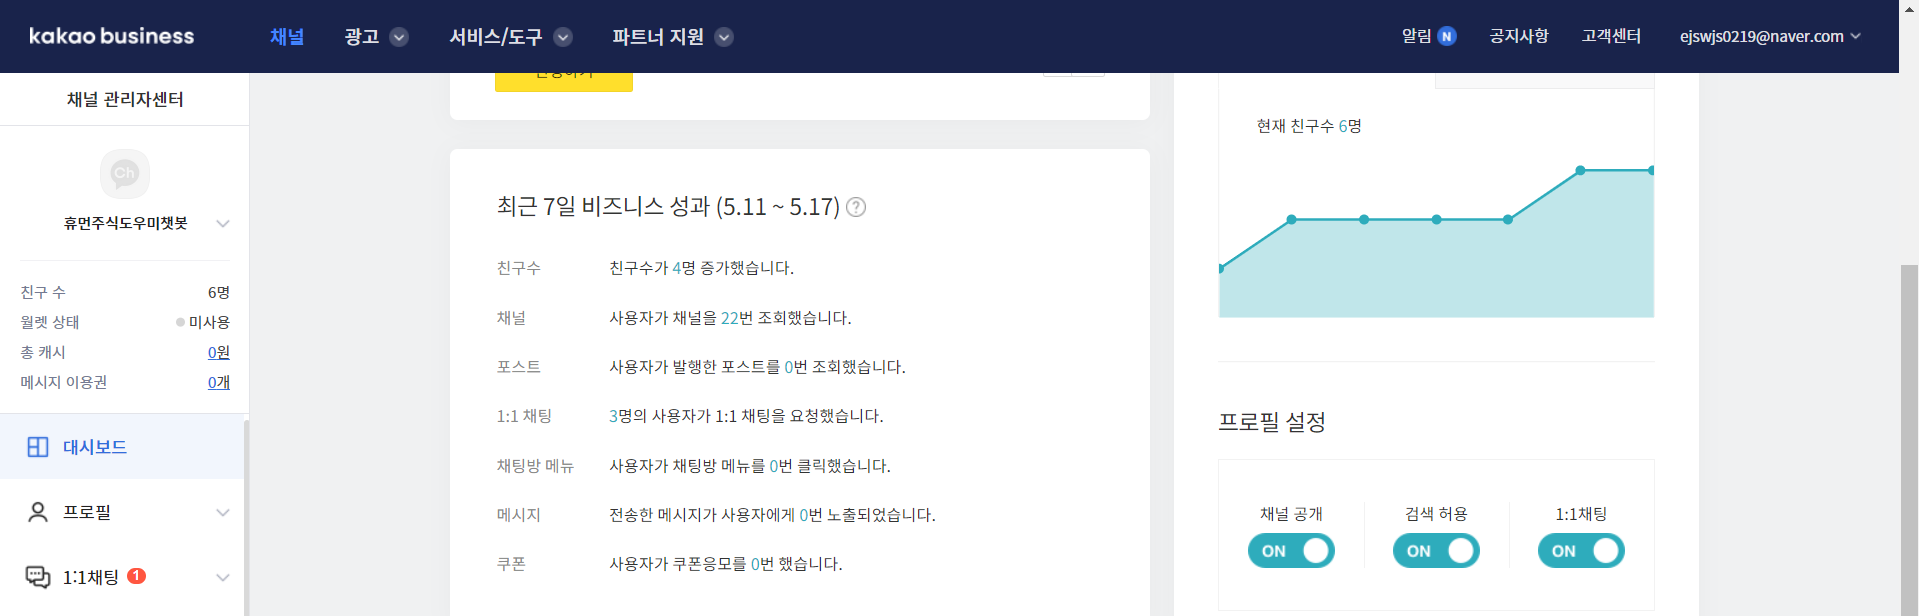 kakao business
채널
광고
서비스/도구
파트너 지원
알림 N
공지사항
고객센터
ejswjs0219@naver.com
채널 관리자센터
Ch
휴먼주식도우미챗봇
친구 수 6명
월렛 상태 미사용
총 캐시 0원
메시지 이용권 0개
대시보드
프로필
1:1채팅 1
최근 7일 비즈니스 성과 (5.11 ~ 5.17) ?
친구수 친구수가 4명 증가했습니다.
채널 사용자가 채널을 22번 조회했습니다.
포스트 사용자가 발행한 포스트를 0번 조회했습니다.
1:1 채팅 3명의 사용자가 1:1 채팅을 요청했습니다.
채팅방 메뉴 사용자가 채팅방 메뉴를 0번 클릭했습니다.
메시지 전송한 메시지가 사용자에게 0번 노출되었습니다.
쿠폰 사용자가 쿠폰응모를 0번 했습니다.
현재 친구수 6명
프로필 설정
채널 공개 검색 허용 1:1채팅
ON ON ON